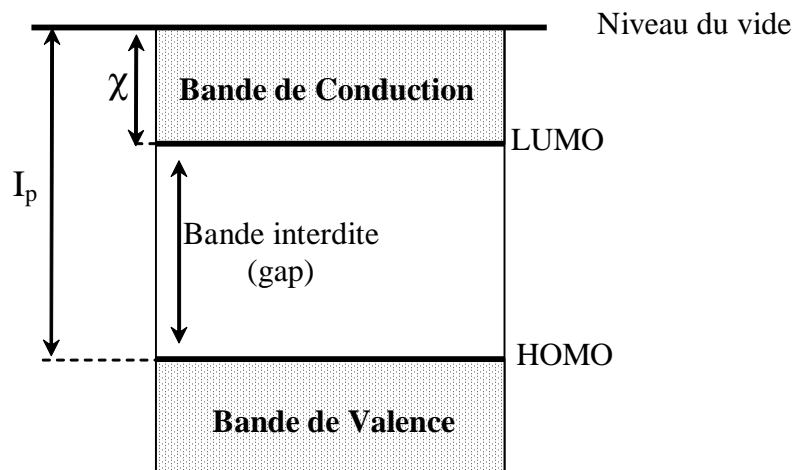 Niveau du vide
χ
Bande de Conduction
LUMO
Ip
Bande interdite
(gap)
HOMO
Bande de Valence